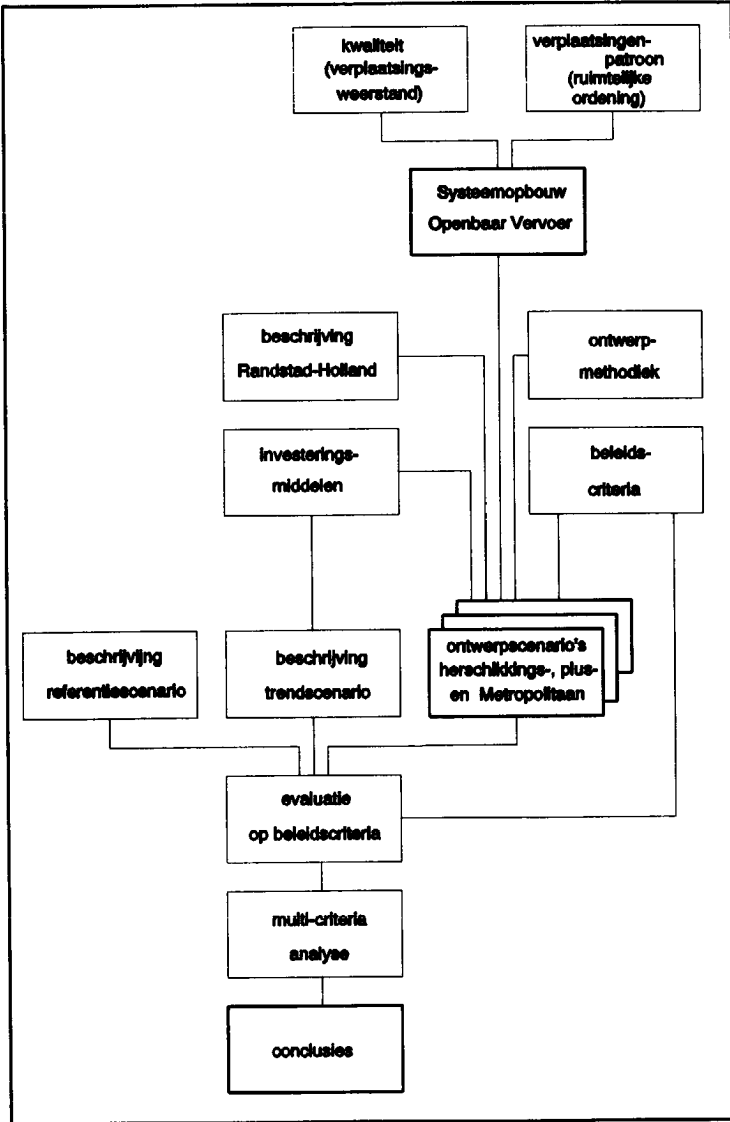 kwaliteit
(verplaatsings-
weerstand)
verplaatsingen-
patroon
(ruimtelijke
ordening)
Systeemopbouw
Openbaar Vervoer
beschrijving
Randstad-Holland
ontwerp-
methodiek
investerings-
middelen
beleids-
criteria
beschrijvijng
referentiescenario
beschrijving
trendscenario
ontwerpscenario's
herschikkings-, plus-
en Metropolitaan
evaluatie
op beleidscriteria
multi-criteria
analyse
conclusies